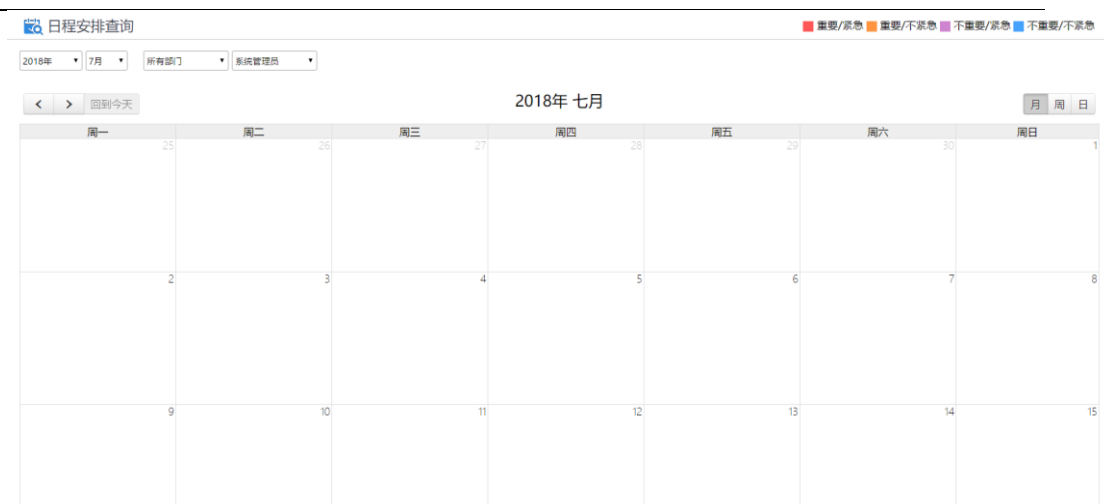 日程安排查询 重要/紧急 重要/不紧急 不重要/紧急 不重要/不紧急
2018年 7月 所有部门 系统管理员
回到今天 2018年 七月 月 周 日
周一 周二 周三 周四 周五 周六 周日
25 26 27 28 29 30 1
2 3 4 5 6 7 8
9 10 11 12 13 14 15